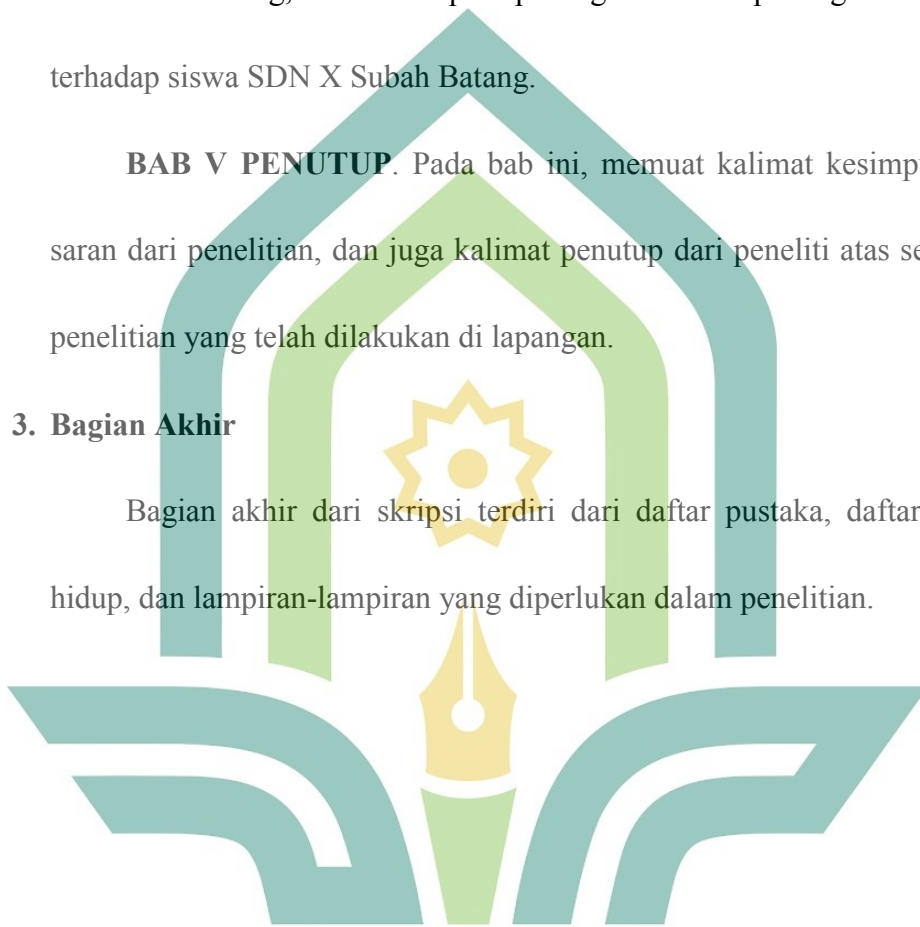 terhadap siswa SDN X Subah Batang.
BAB V PENUTUP. Pada bab ini, memuat kalimat
saran dari penelitian, dan juga kalimat penutup dari peneliti atas
penelitian yang telah dilakukan di lapangan.
3. Bagian Akhir
Bagian akhir dari skripsi terdiri dari daftar pustaka, daftar
hidup, dan lampiran-lampiran yang diperlukan dalam penelitian.